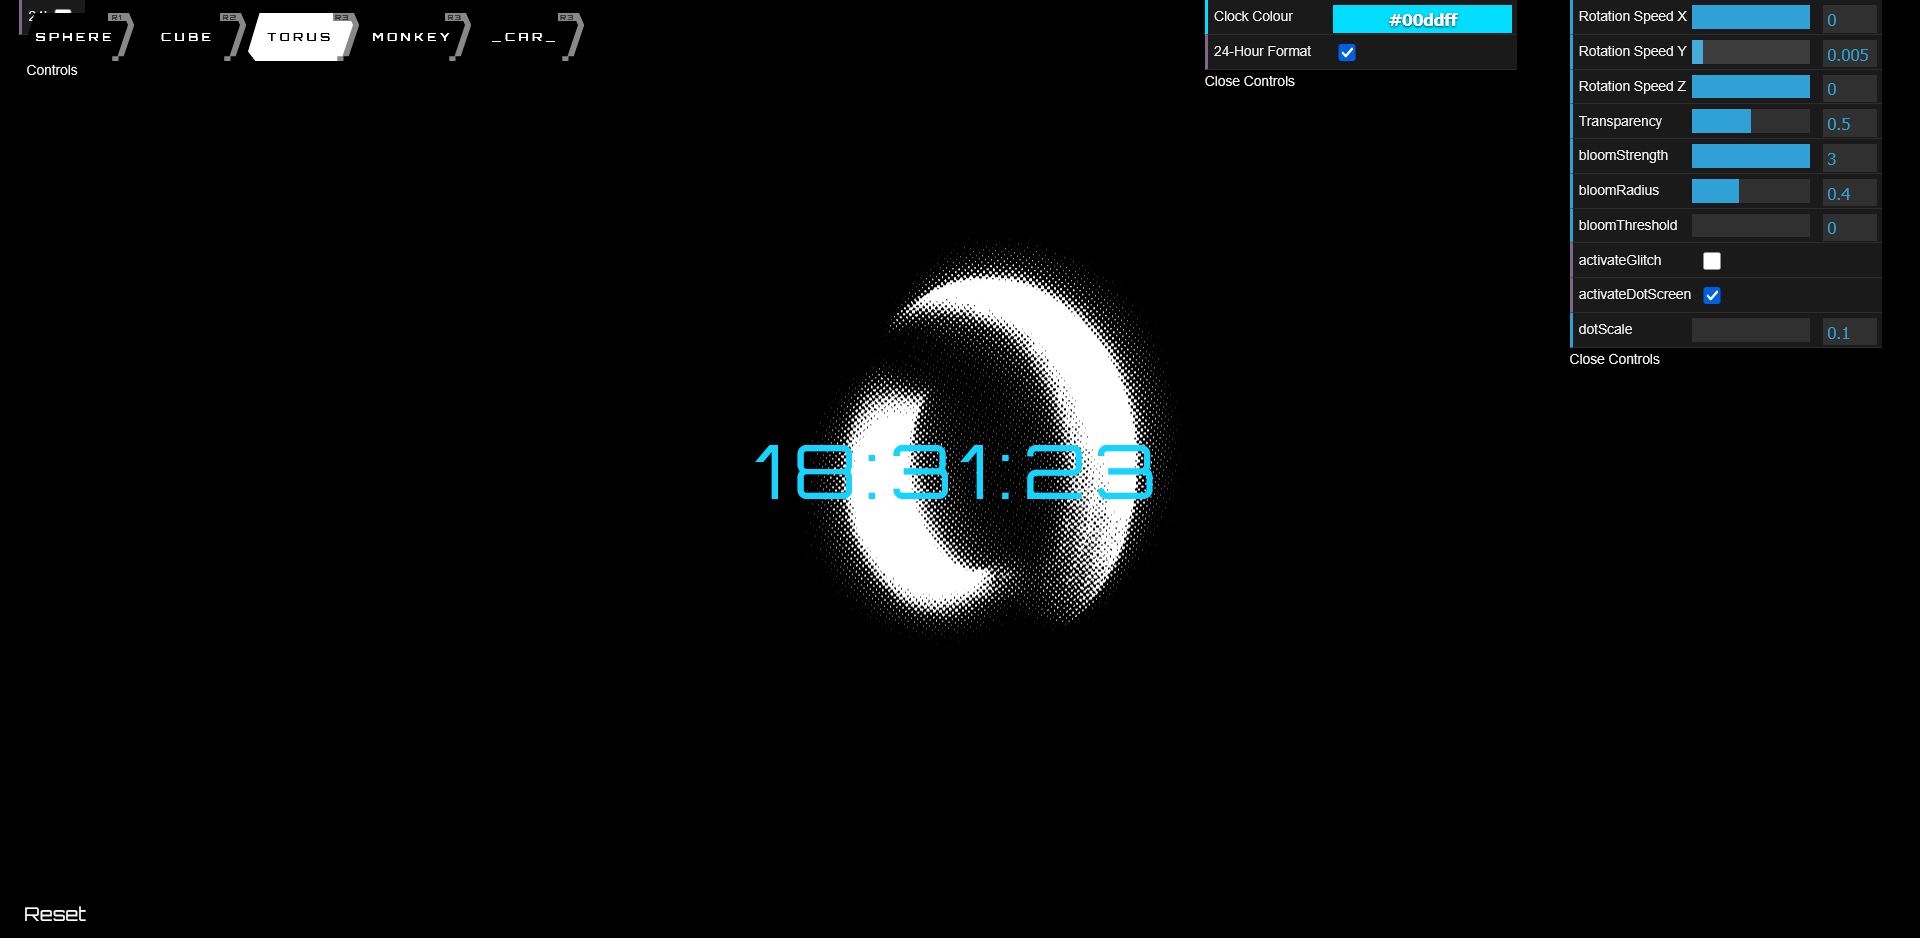 SPHERE R1
CUBE R2
TORUS R3
MONKEY R3
_CAR_ R3
Controls
Clock Colour #00ddff
24-Hour Format
Close Controls
Rotation Speed X 0
Rotation Speed Y 0.005
Rotation Speed Z 0
Transparency 0.5
bloomStrength 3
bloomRadius 0.4
bloomThreshold 0
activateGlitch
activateDotScreen
dotScale 0.1
Close Controls
18:31:23
Reset